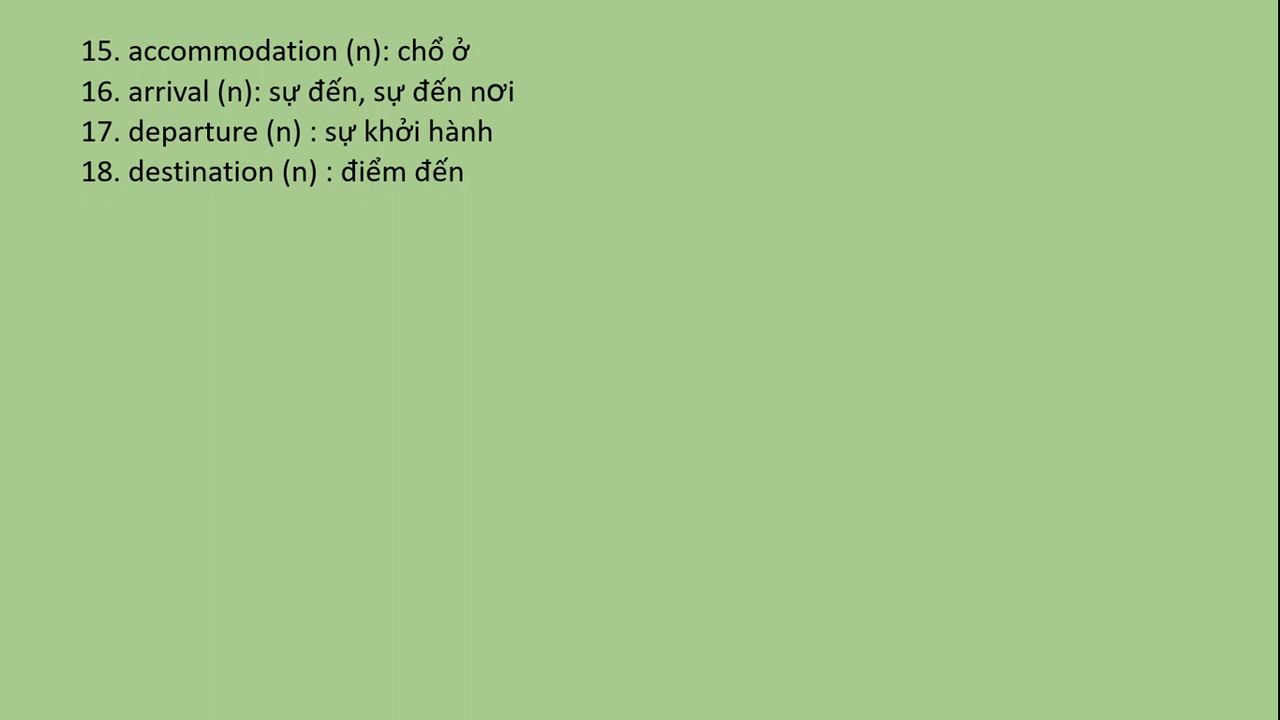 15. accommodation (n): chổ ở
16. arrival (n): sự đến, sự đến nơi
17. departure (n) : sự khởi hành
18. destination (n) : điểm đến